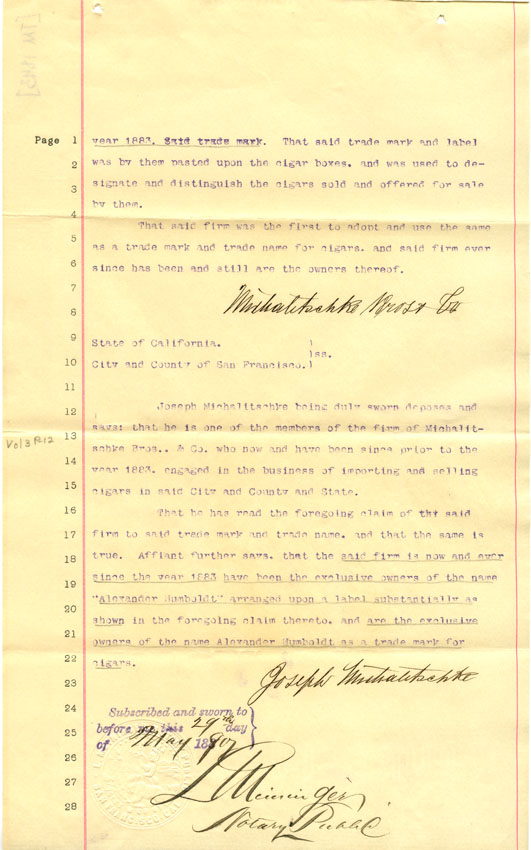 [TM 1843]
Page 1 year 1883. Said trade mark. That said trade mark and label
2 was by them pasted upon the cigar boxes, and was used to de-
3 signate and distinguish the cigars sold and offered for sale
4 by them.
5 That said firm was the first to adopt and use the same
6 as a trade mark and trade name for cigars. and said firm ever
since has been and still are the owners thereof.
7
8 Michalitschke Bros & Co
9 State of California. )
)ss.
10 City and County of San Francisco.)
11
12 Joseph Michalitschke being duly sworn deposes and
Vol 3 P.12 13 says: that he is one of the members of the firm of Michalit-
14 schke Bros.. & Co. who now and have been since prior to the
year 1883. engaged in the business of importing and selling
15 cigars in said City and County and State.
16 That he has read the foregoing claim of tht said
17 firm to said trade mark and trade name. and that the same is
18 true. Affiant further says. that the said firm is now and ever
19 since the year 1883 have been the exclusive owners of the name
20 "Alexander Humboldt" arranged upon a label substantially as
shown in the foregoing claim thereto. and are the exclusive
21 owners of the name Alexander Humboldt as a trade mark for
22 cigars.
23 Joseph Michalitschke
24 Subscribed and sworn to
25 before me this 29th day
of May 1890
26
27
Notary Public
28